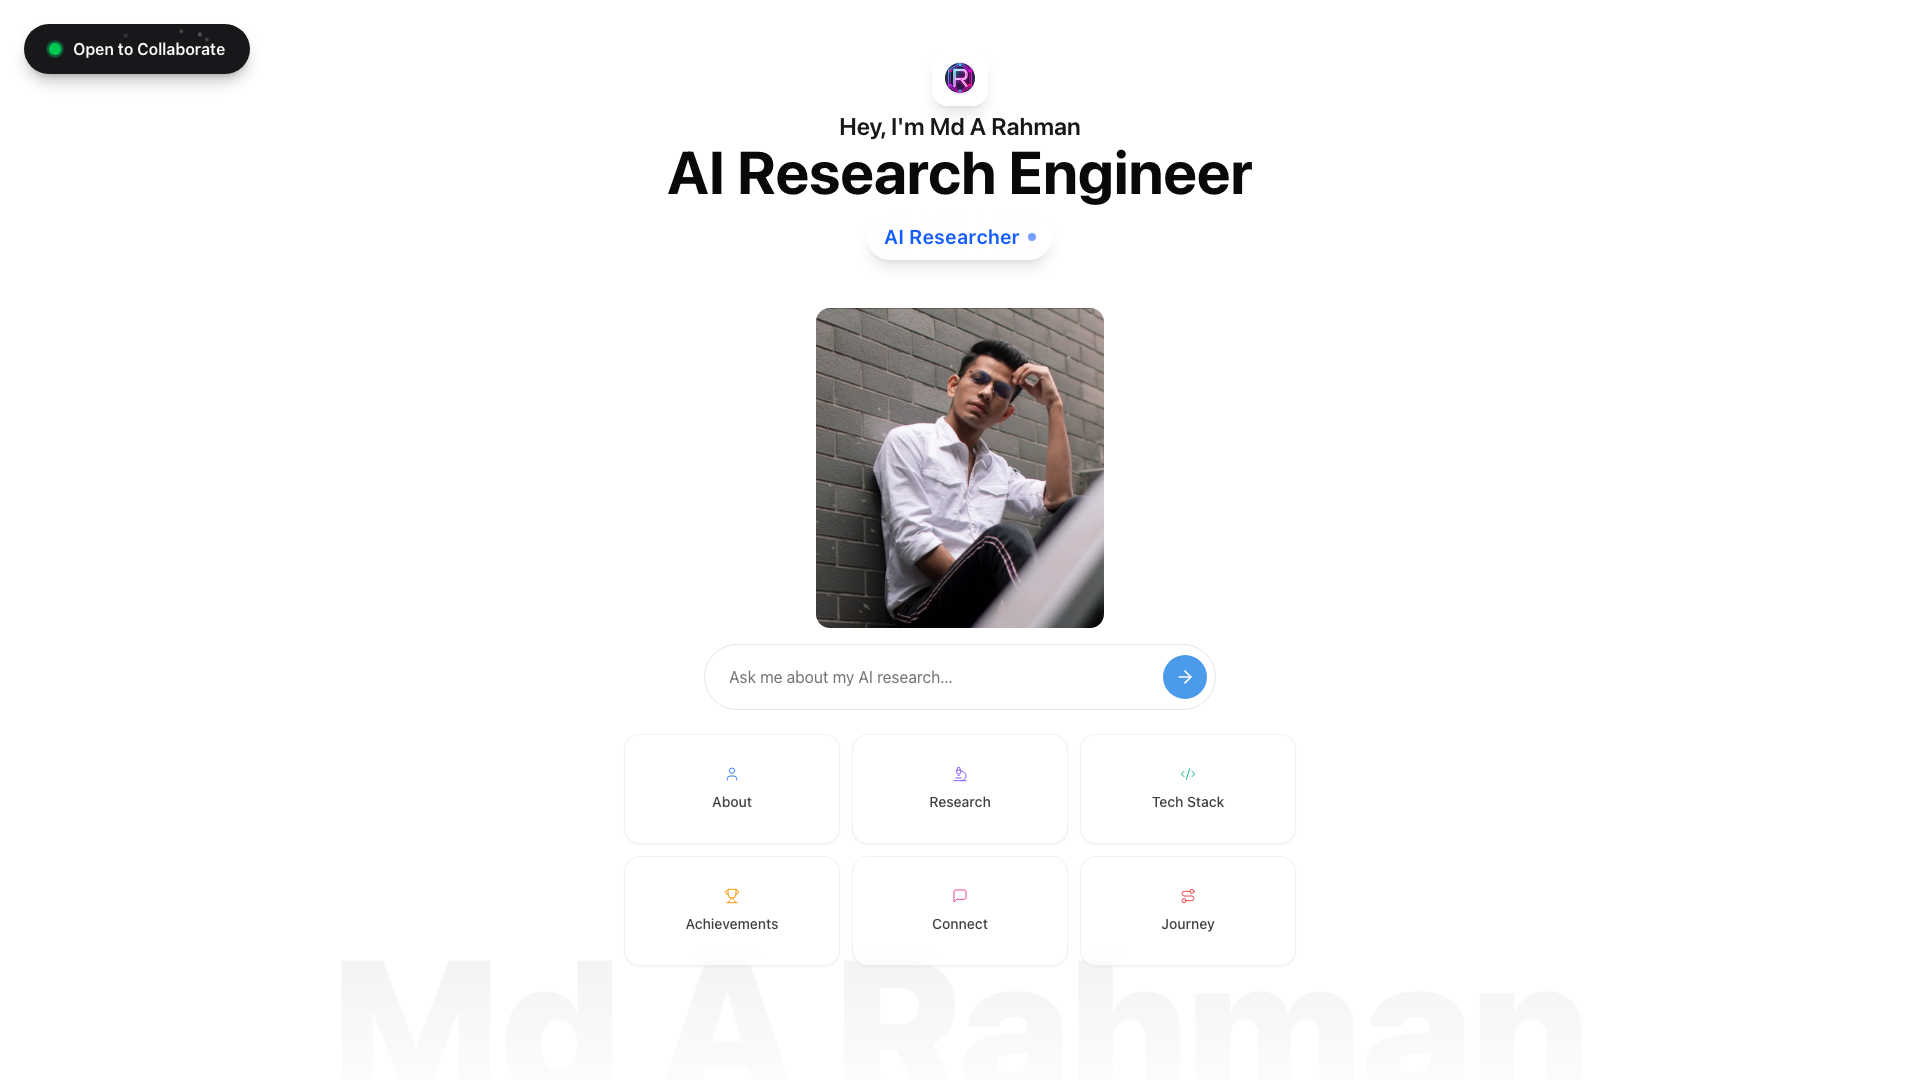 Open to Collaborate
R
Hey, I'm Md A Rahman
AI Research Engineer
AI Researcher
Ask me about my AI research...
About
Research
Tech Stack
Achievements
Connect
Journey
Md A Rahman